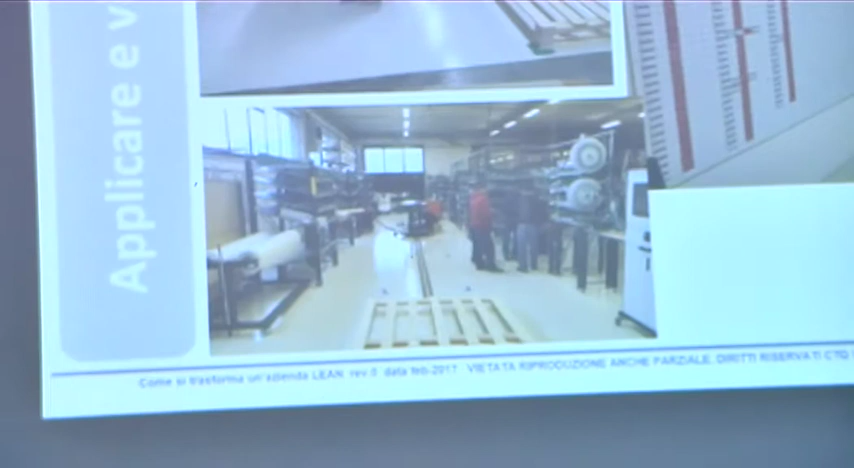 Applicare e v
Come si trasforma un'azienda LEAN rev.0 data feb-2017 VIETATA RIPRODUZIONE ANCHE PARZIALE. DIRITTI RISERVATI CTQ